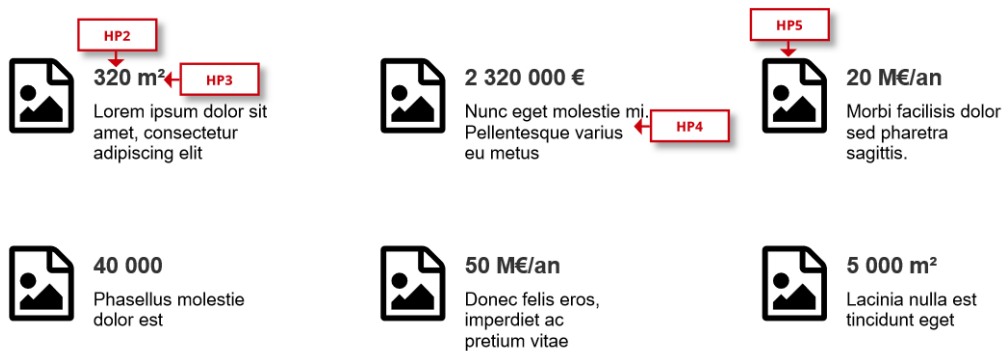 HP2
HP5
320 m²
HP3
Lorem ipsum dolor sit
amet, consectetur
adipiscing elit
2 320 000 €
Nunc eget molestie mi.
Pellentesque varius
eu metus
HP4
20 M€/an
Morbi facilisis dolor
sed pharetra
sagittis.
40 000
Phasellus molestie
dolor est
50 M€/an
Donec felis eros,
imperdiet ac
pretium vitae
5 000 m²
Lacinia nulla est
tincidunt eget